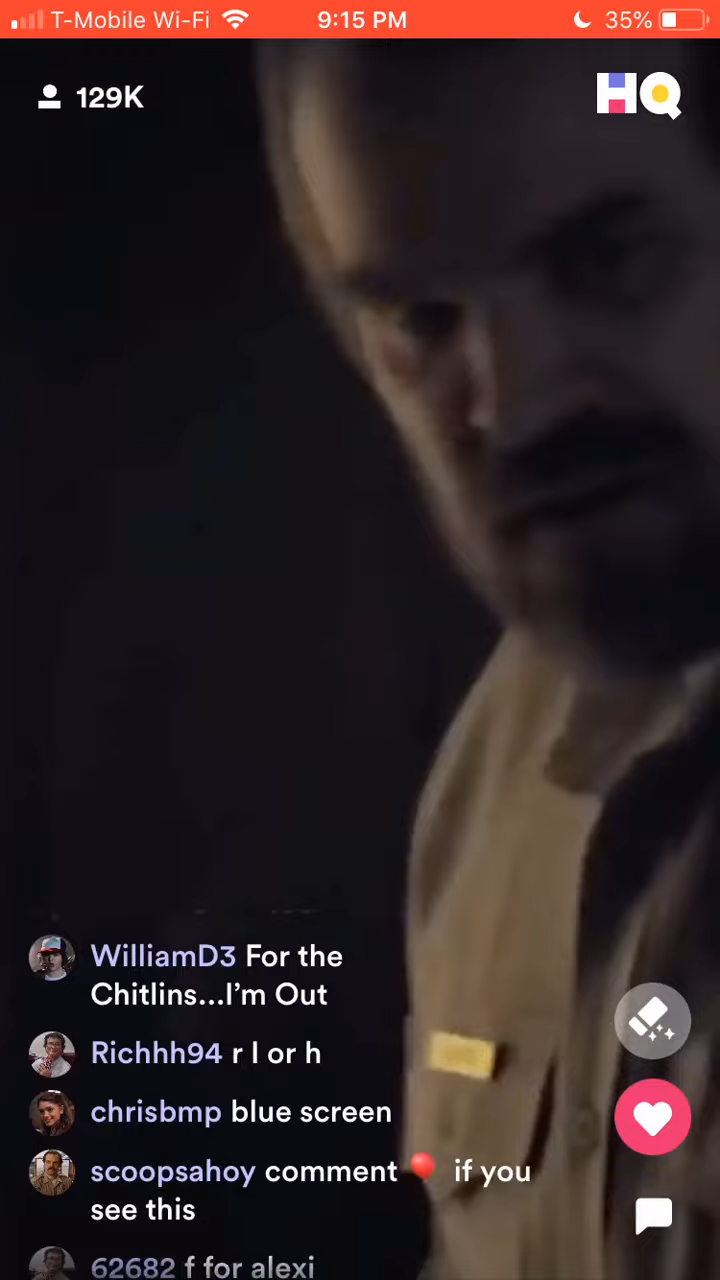 T-Mobile Wi-Fi 9:15 PM 35%
129K HQ
WilliamD3 For the
Chitlins...I'm Out
Richhh94 r I or h
chrisbmp blue screen
scoopsahoy comment 🎈 if you
see this
62682 f for alexi